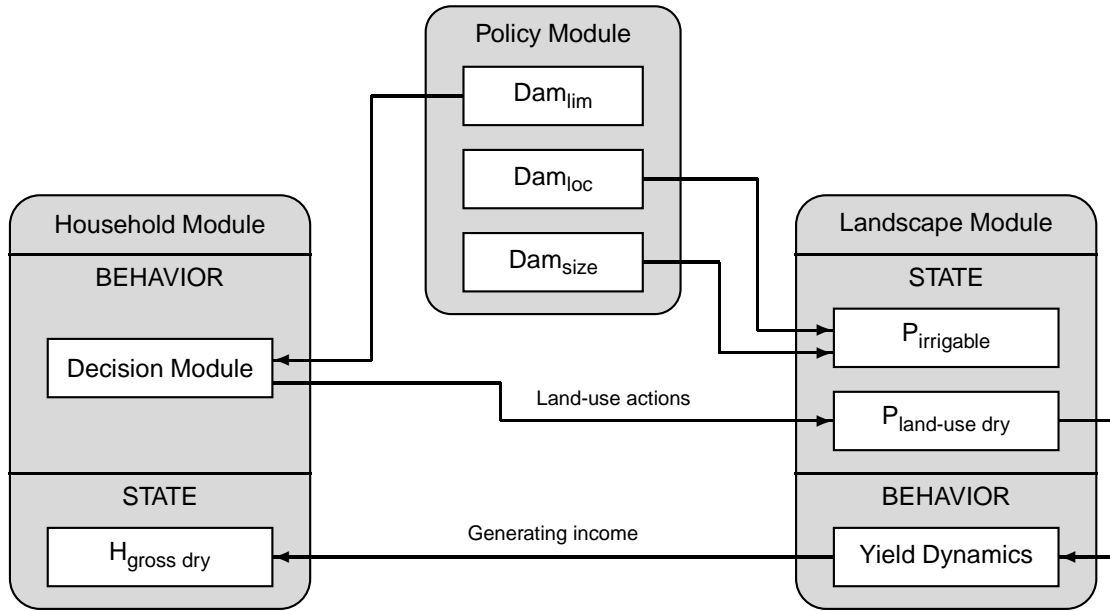 Policy Module
Dam_lim
Dam_loc
Dam_size
Household Module
BEHAVIOR
Decision Module
STATE
H_gross dry
Land-use actions
Generating income
Landscape Module
STATE
P_irrigable
P_land-use dry
BEHAVIOR
Yield Dynamics